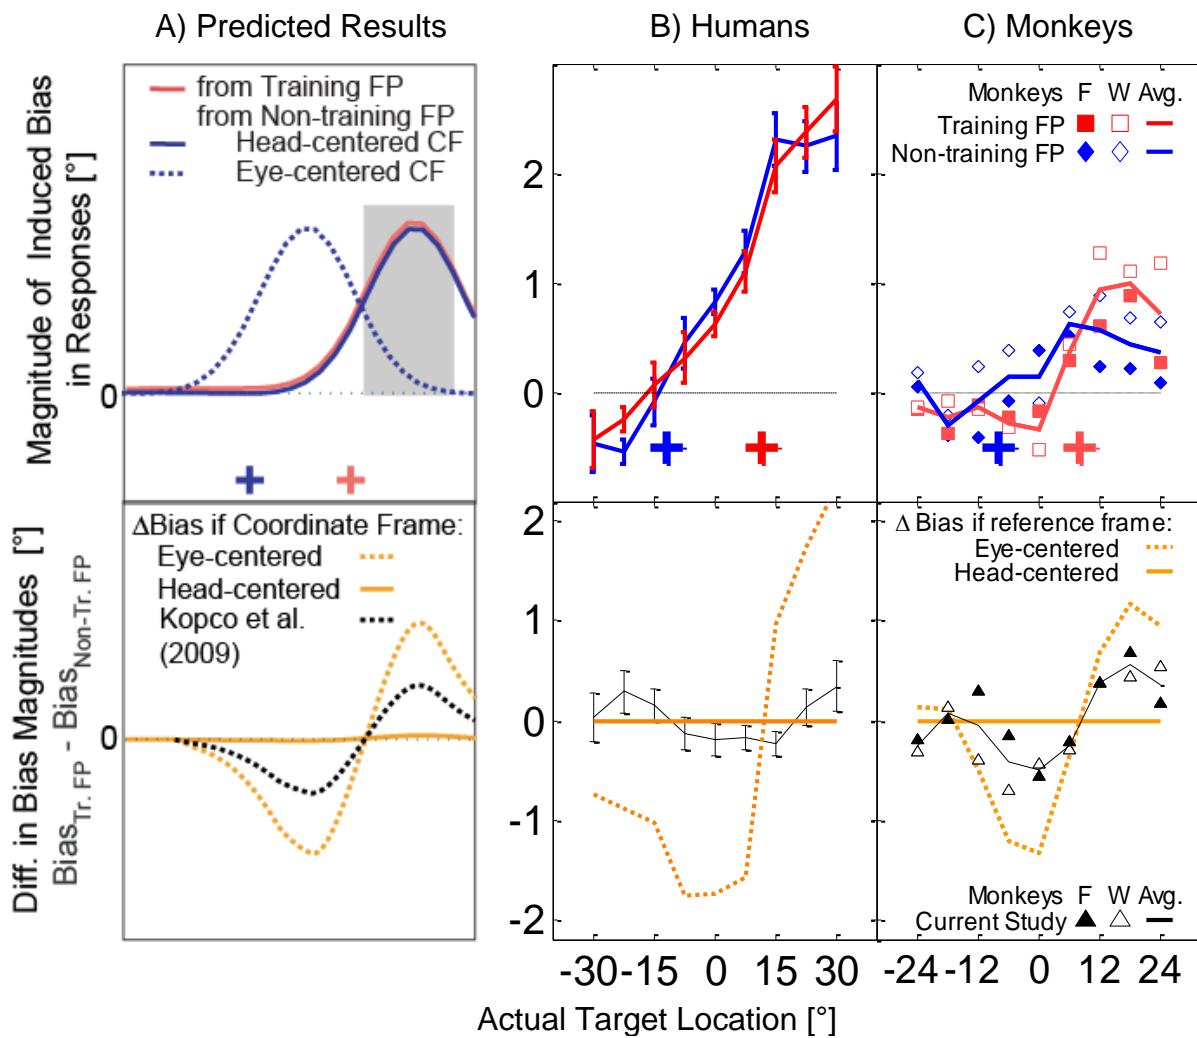 A) Predicted Results
B) Humans
C) Monkeys
Magnitude of Induced Bias
in Responses [°]
from Training FP
from Non-training FP
Head-centered CF
Eye-centered CF
0
2
1
0
Monkeys F W Avg.
Training FP
Non-training FP
Diff. in Bias Magnitudes [°]
BiasTr. FP - BiasNon-Tr. FP
ΔBias if Coordinate Frame:
Eye-centered
Head-centered
Kopco et al.
(2009)
0
2
1
0
-1
-2
Δ Bias if reference frame:
Eye-centered
Head-centered
Monkeys F W Avg.
Current Study
-30 -15 0 15 30
-24 -12 0 12 24
Actual Target Location [°]